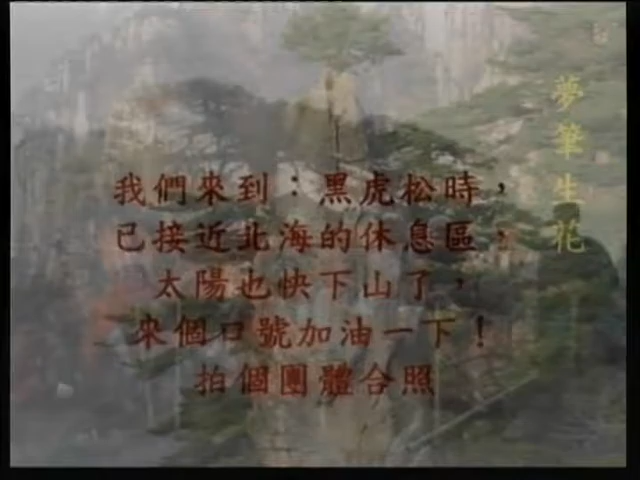 夢筆生花
我們來到：黑虎松時，
已接近北海的休息區，
太陽也快下山了，
來個口號加油一下！
拍個團體合照